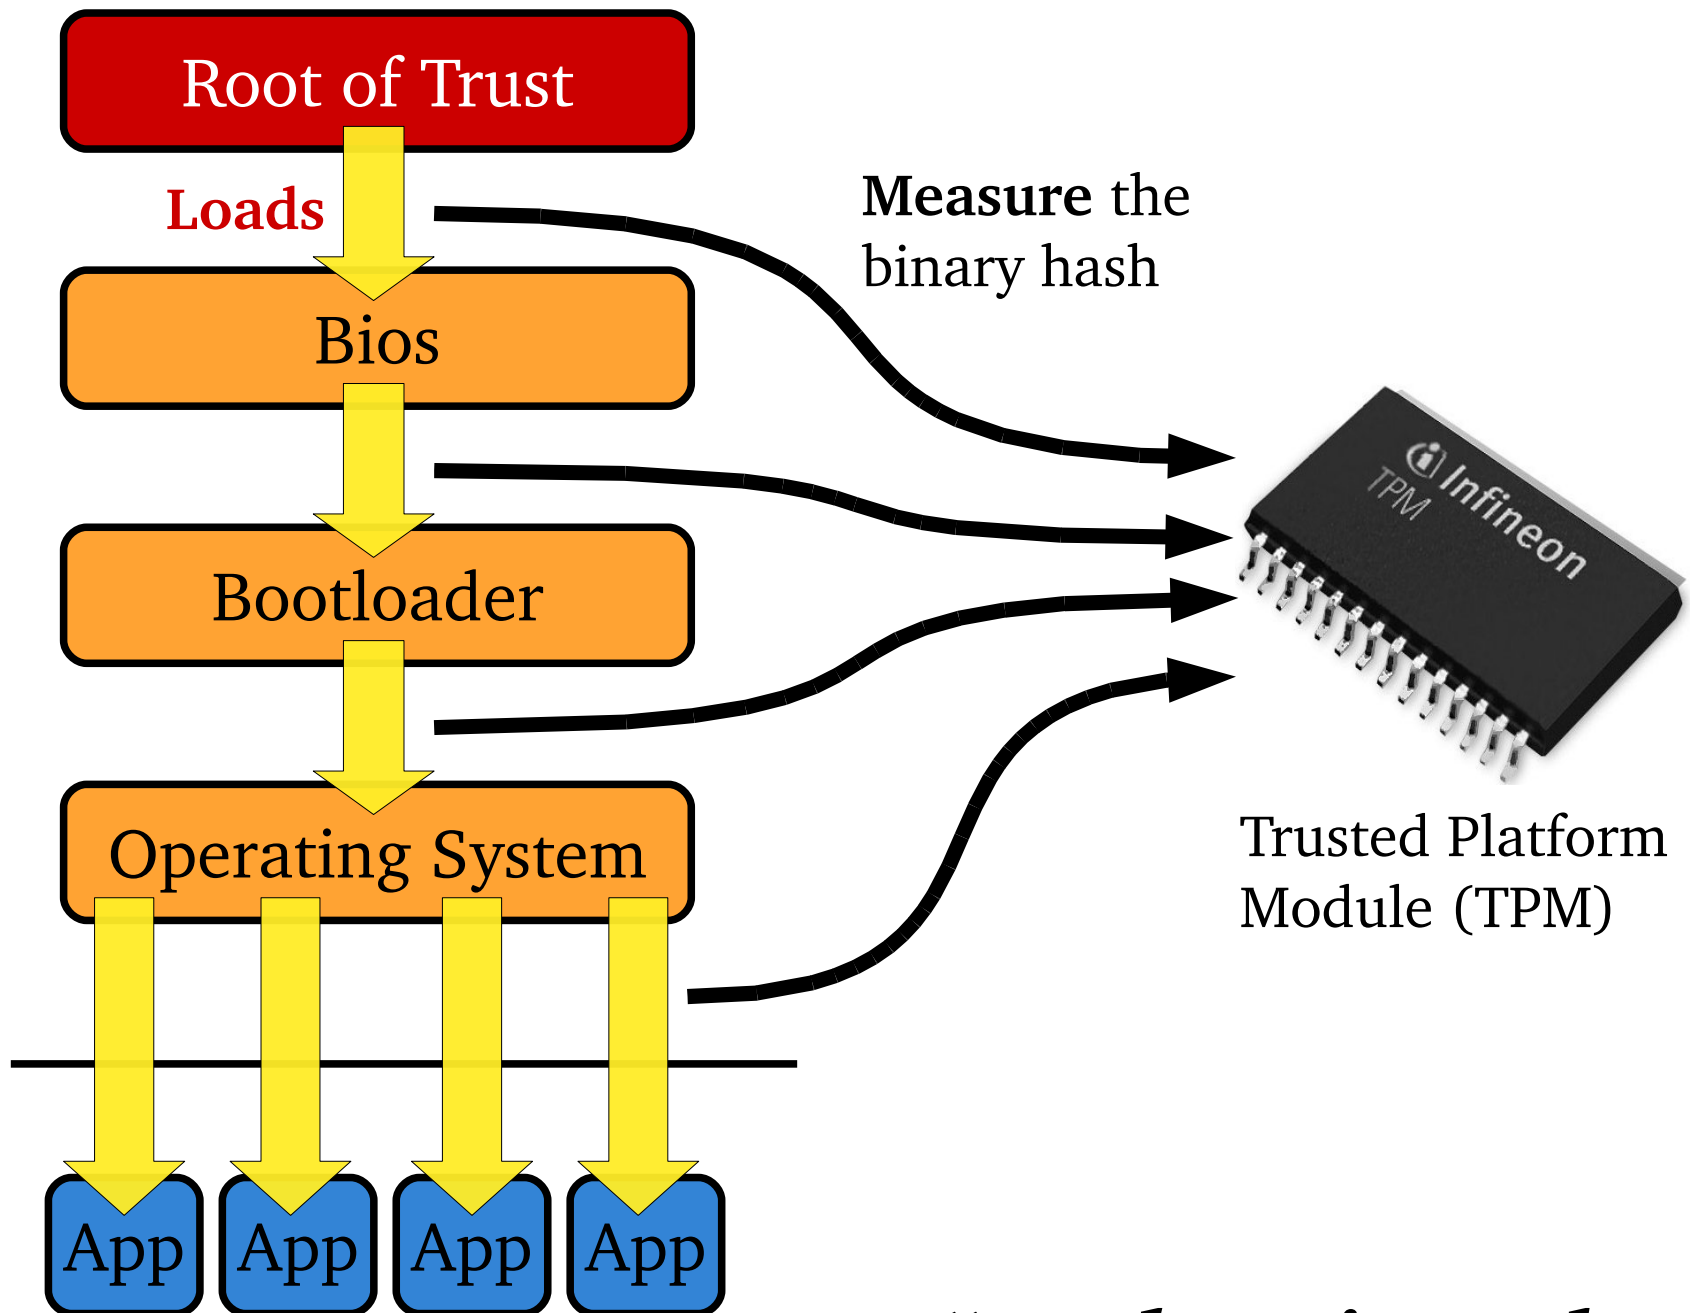 Root of Trust
Loads
Measure the
binary hash
Bios
Infineon
TPM
Bootloader
Operating System
Trusted Platform
Module (TPM)
App App App App